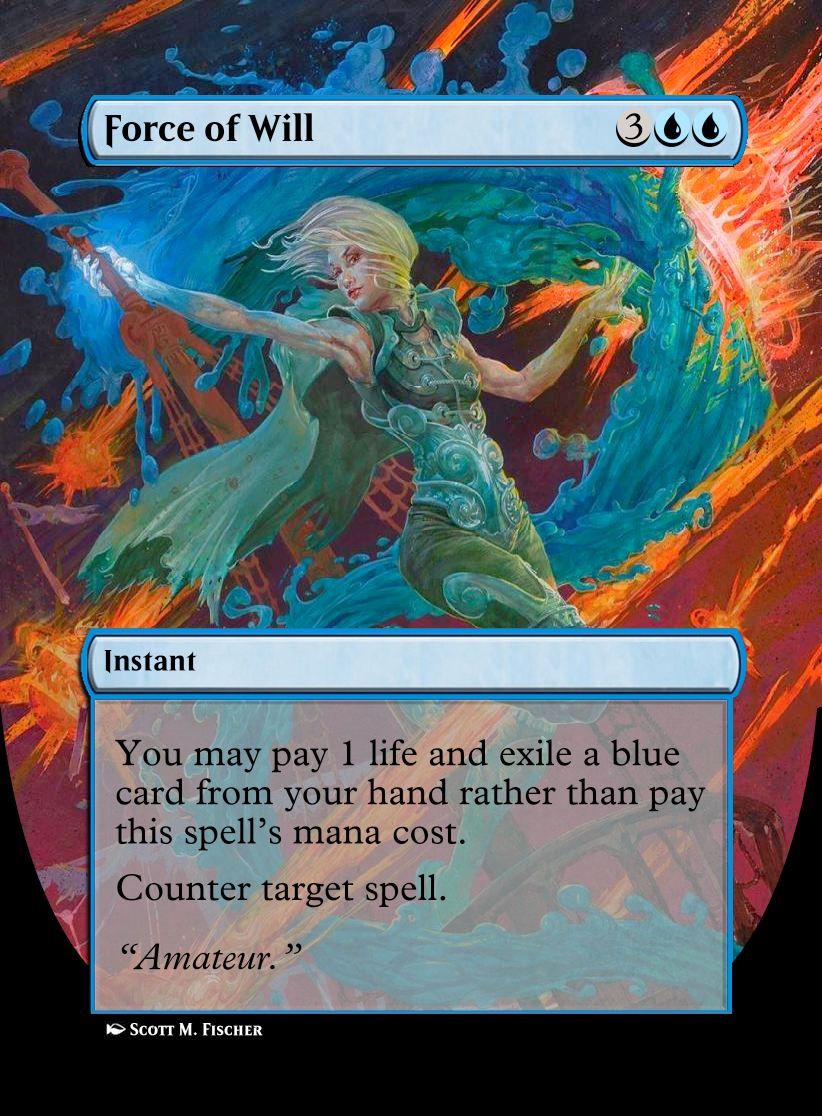 Force of Will 3
Instant
You may pay 1 life and exile a blue
card from your hand rather than pay
this spell’s mana cost.
Counter target spell.
“Amateur.”
Scott M. Fischer